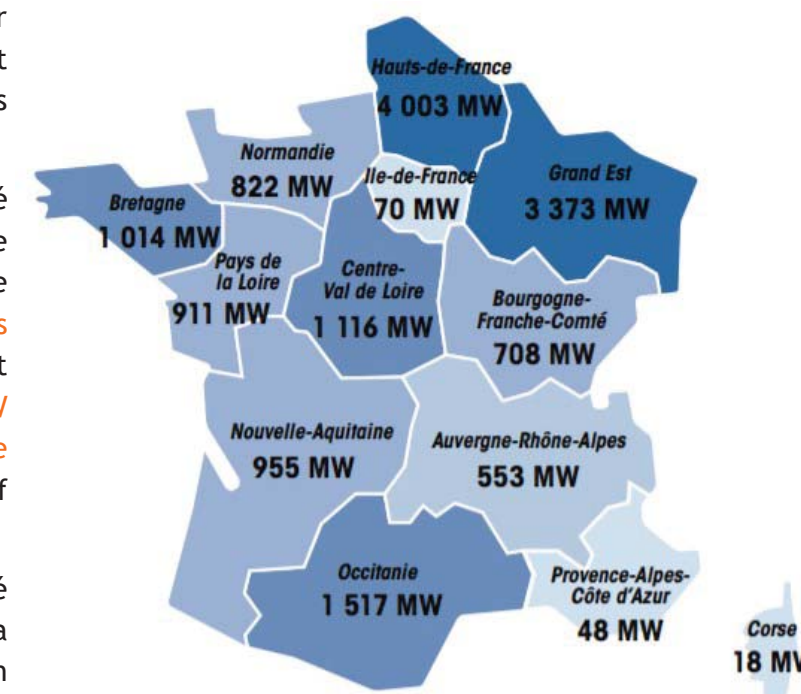 r
t
s
é
e
e
s
t
/
e
f
é
a
n
Hauts-de-France
4 003 MW
Normandie
822 MW
Ile-de-France
70 MW
Grand Est
3 373 MW
Bretagne
1 014 MW
Pays de
la Loire
911 MW
Centre-
Val de Loire
1 116 MW
Bourgogne-
Franche-Comté
708 MW
Nouvelle-Aquitaine
955 MW
Auvergne-Rhône-Alpes
553 MW
Occitanie
1 517 MW
Provence-Alpes-
Côte d'Azur
48 MW
Corse
18 MW